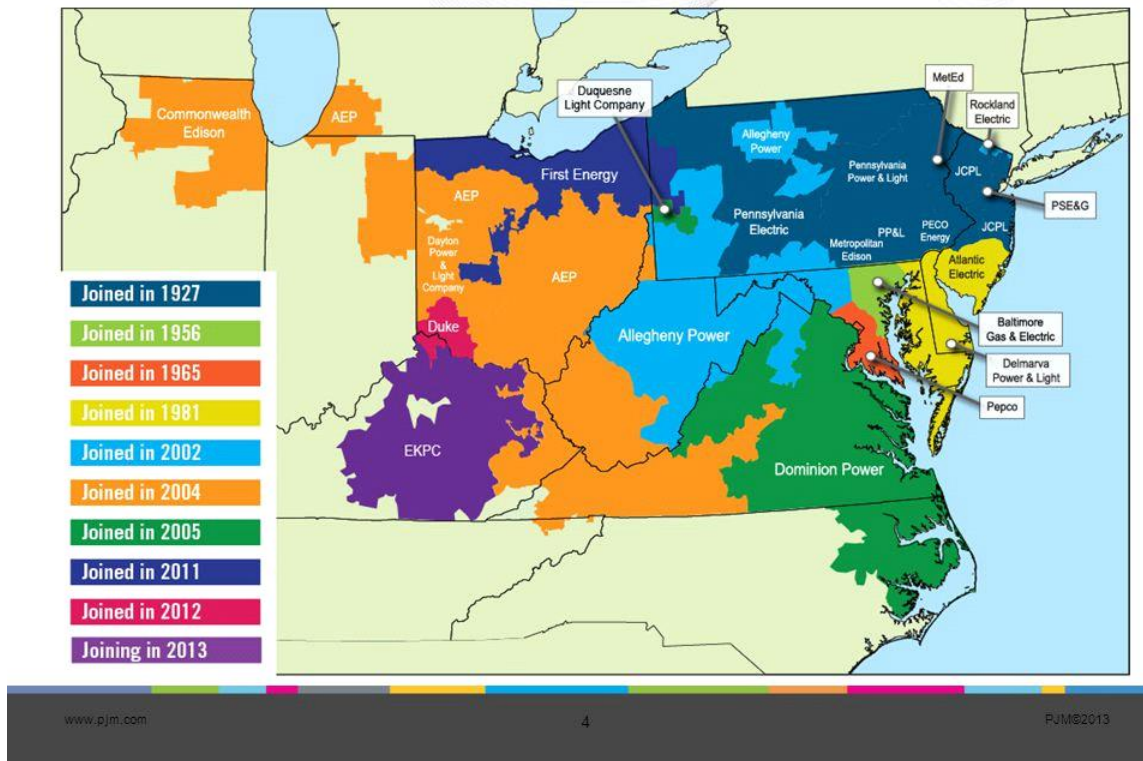 Duquesne
Light Company
MetEd
Rockland
Electric
Commonwealth
Edison
AEP
Allegheny
Power
First Energy
Pennsylvania
Power & Light
JCPL
AEP
PSE&G
Pennsylvania
Electric
PP&L
PECO
Energy
JCPL
Metropolitan
Edison
Dayton
Power
&
Light
Company
AEP
Atlantic
Electric
Joined in 1927
Joined in 1956
Joined in 1965
Joined in 1981
Joined in 2002
Joined in 2004
Joined in 2005
Joined in 2011
Joined in 2012
Joining in 2013
Duke
Allegheny Power
Baltimore
Gas & Electric
Delmarva
Power & Light
Pepco
EKPC
Dominion Power
www.pjm.com
4
PJM©2013